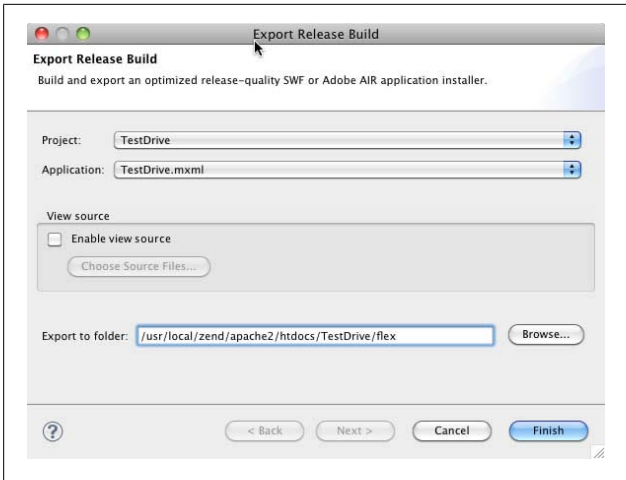 Export Release Build
Export Release Build
Build and export an optimized release-quality SWF or Adobe AIR application installer.
Project: TestDrive
Application: TestDrive.mxml
View source
Enable view source
Choose Source Files...
Export to folder: /usr/local/zend/apache2/htdocs/TestDrive/flex Browse...
? < Back Next > Cancel Finish